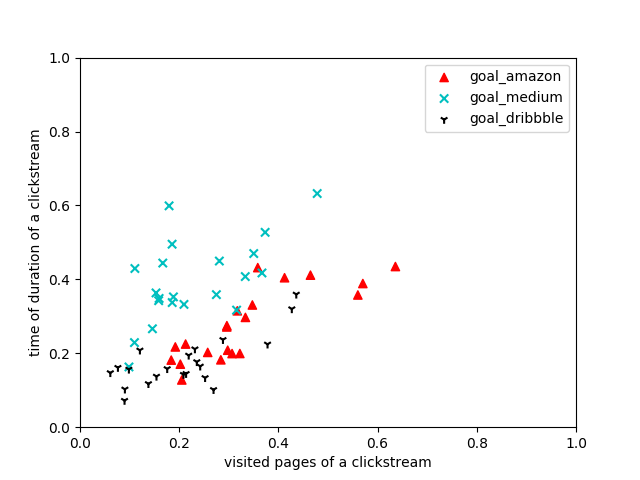 goal_amazon
goal_medium
goal_dribbble
time of duration of a clickstream
1.0
0.8
0.6
0.4
0.2
0.0
0.0 0.2 0.4 0.6 0.8 1.0
visited pages of a clickstream